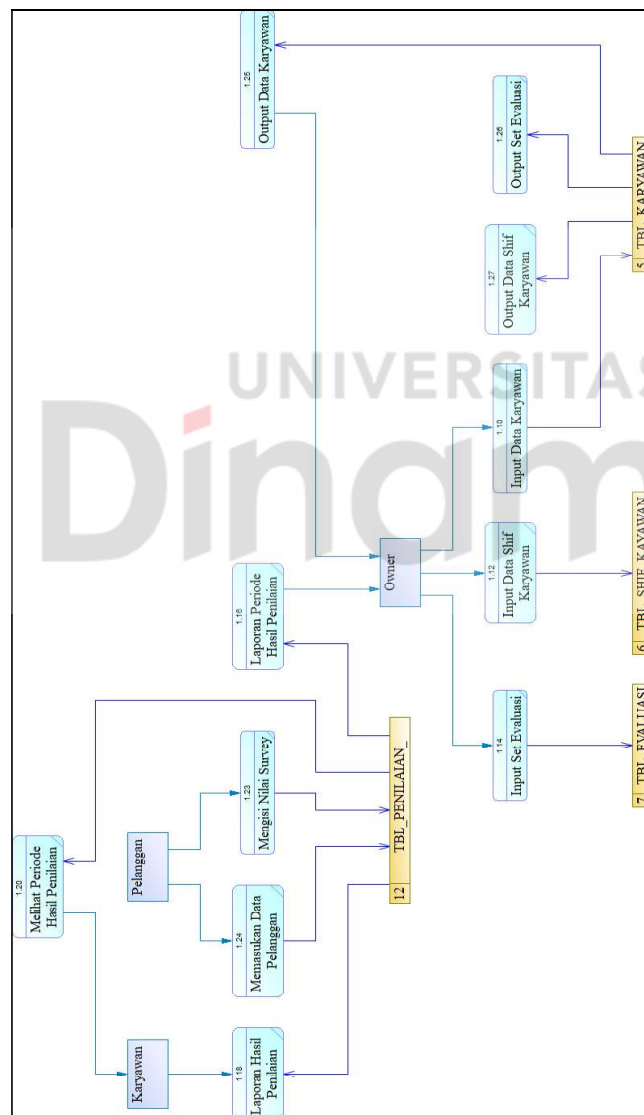 1.20
Melihat Periode
Hasil Penilaian
Karyawan
Pelanggan
1.18
Laporan Hasil
Penilaian
1.24
Memasukan Data
Pelanggan
1.23
Mengisi Nilai Survey
1.16
Laporan Periode
Hasil Penilaian
1.25
Output Data Karyawan
12 TBL_PENILAIAN_
Owner
1.14
Input Set Evaluasi
1.12
Input Data Shif
Karyawan
1.10
Input Data Karyawan
1.27
Output Data Shif
Karyawan
1.26
Output Set Evaluasi
7 TBL_EVALUASI
6 TBL_SHIF_KAYAWAN
5 TBL_KARYAWAN
UNIVERSITAS
Dinam